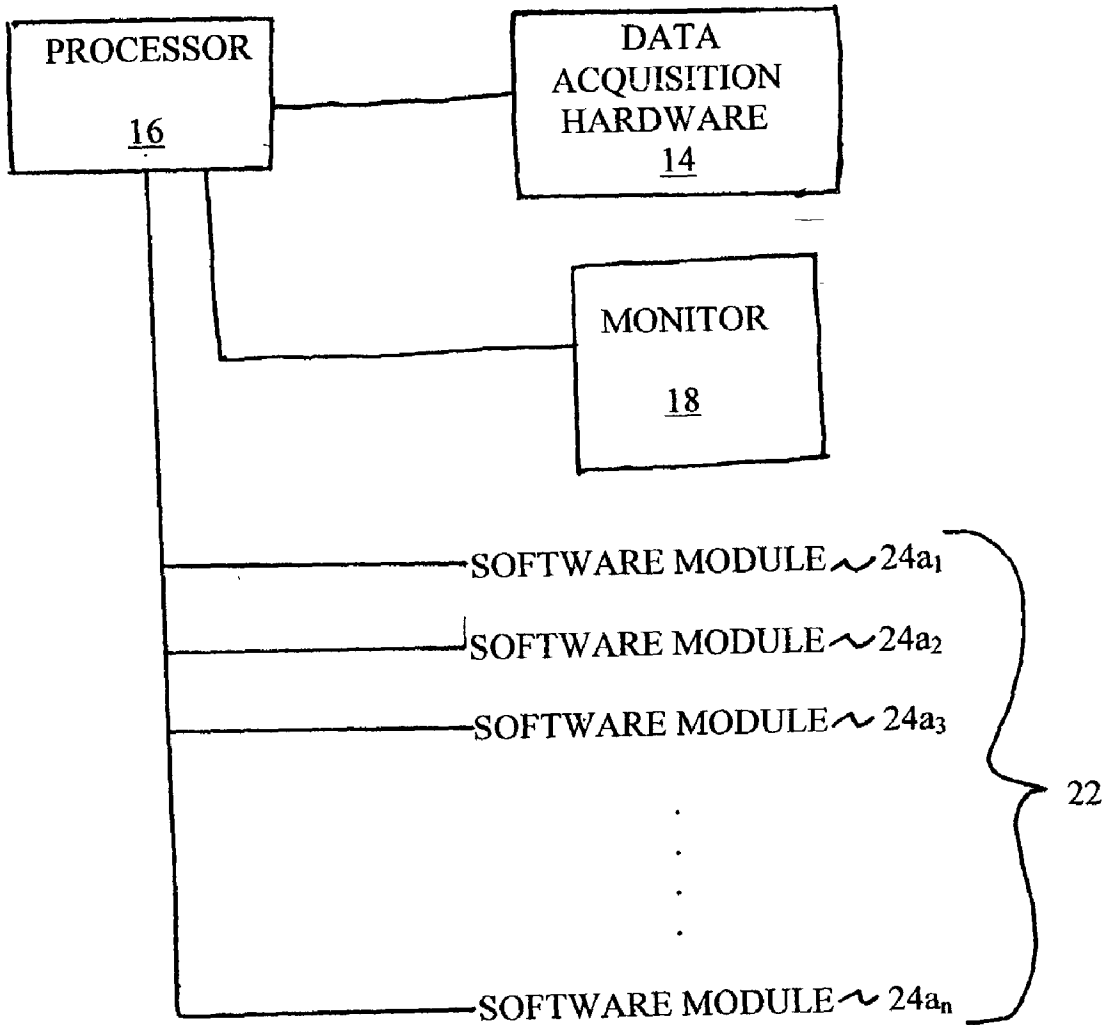 PROCESSOR
16
DATA
ACQUISITION
HARDWARE
14
MONITOR
18
SOFTWARE MODULE 24a₁
SOFTWARE MODULE 24a₂
SOFTWARE MODULE 24a₃
SOFTWARE MODULE 24aₙ
22